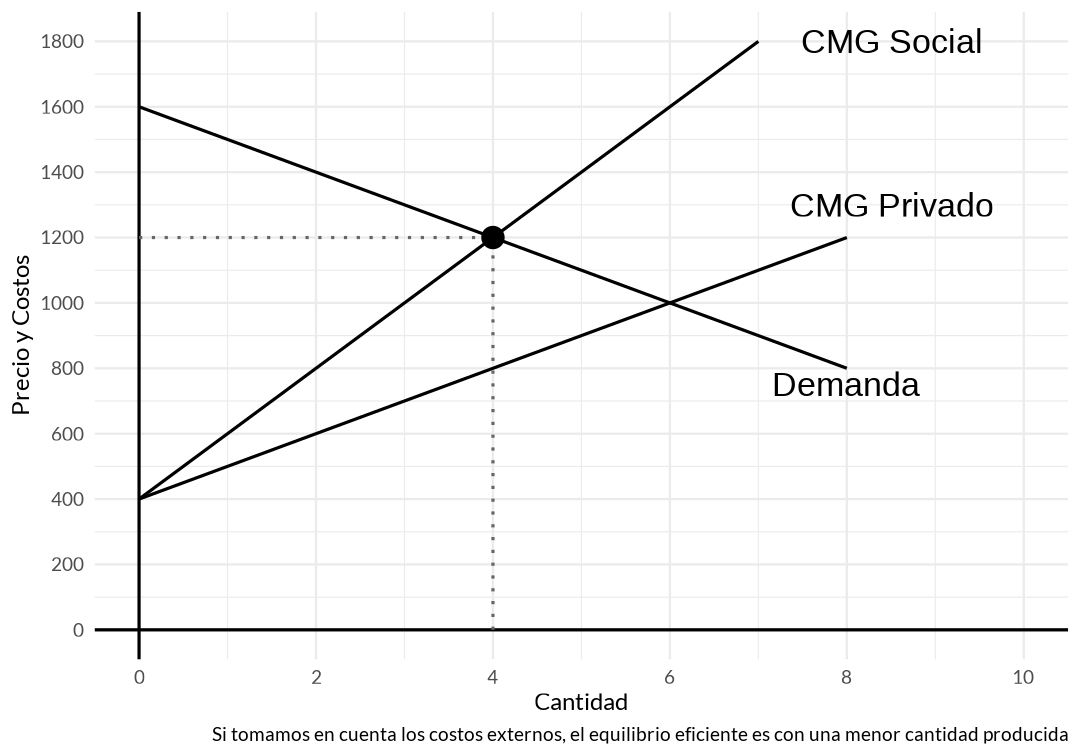 1800
1600
1400
1200
1000
800
600
400
200
0
Precio y Costos
CMG Social
CMG Privado
Demanda
0 2 4 6 8 10
Cantidad
Si tomamos en cuenta los costos externos, el equilibrio eficiente es con una menor cantidad producida